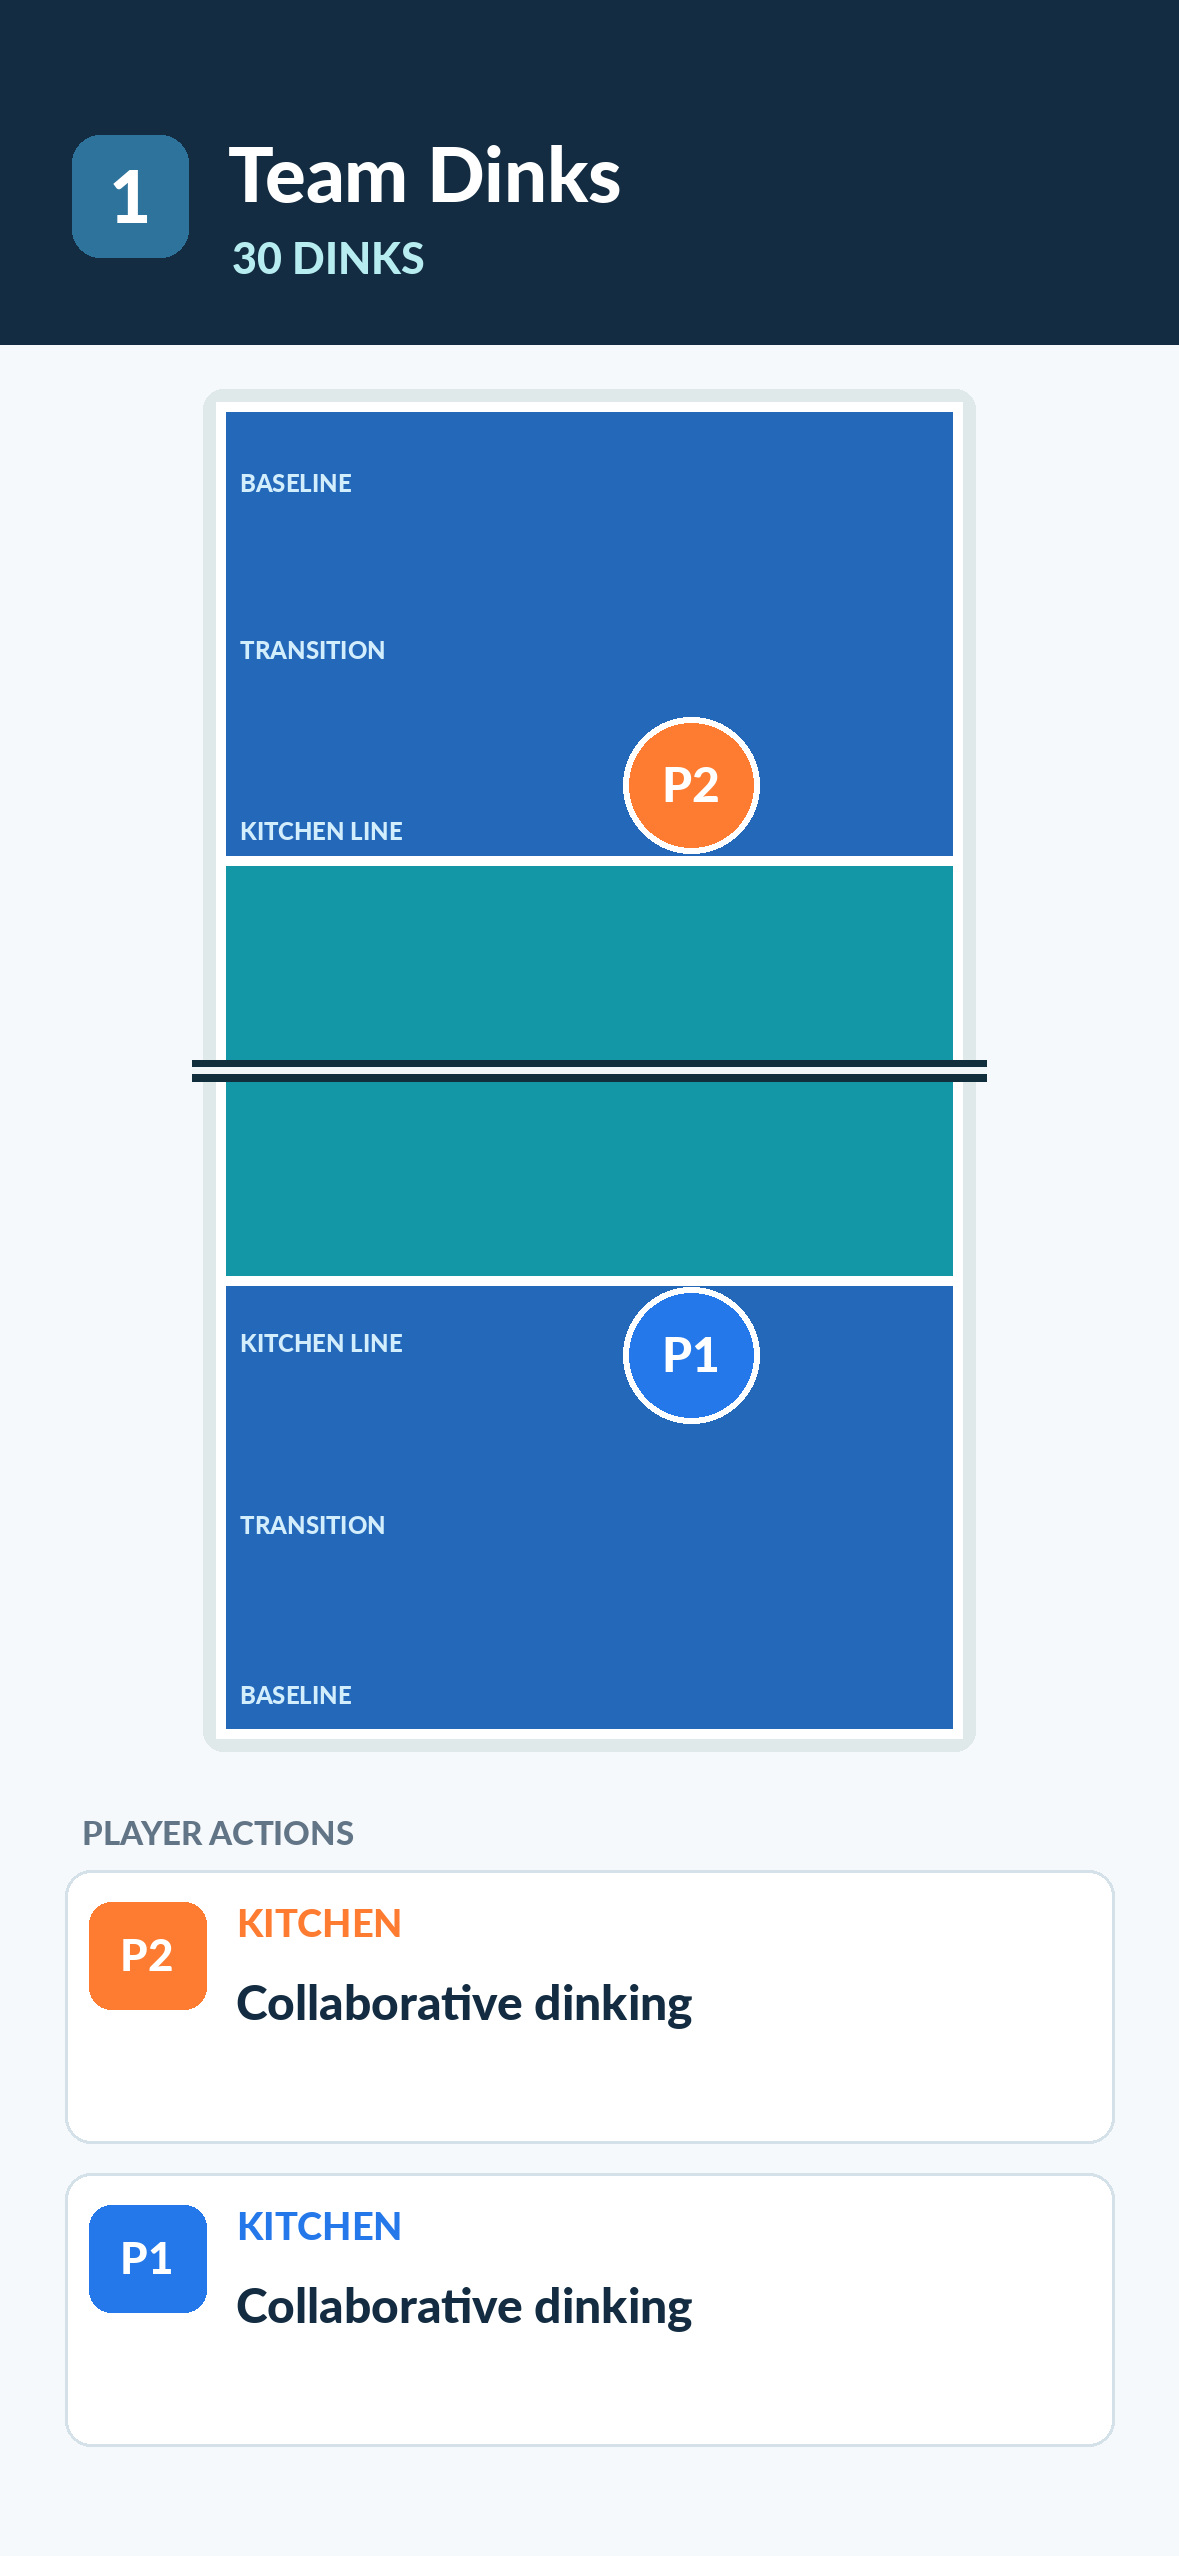 1
Team Dinks
30 DINKS
BASELINE
TRANSITION
P2
KITCHEN LINE
KITCHEN LINE
P1
TRANSITION
BASELINE
PLAYER ACTIONS
P2
KITCHEN
Collaborative dinking
P1
KITCHEN
Collaborative dinking